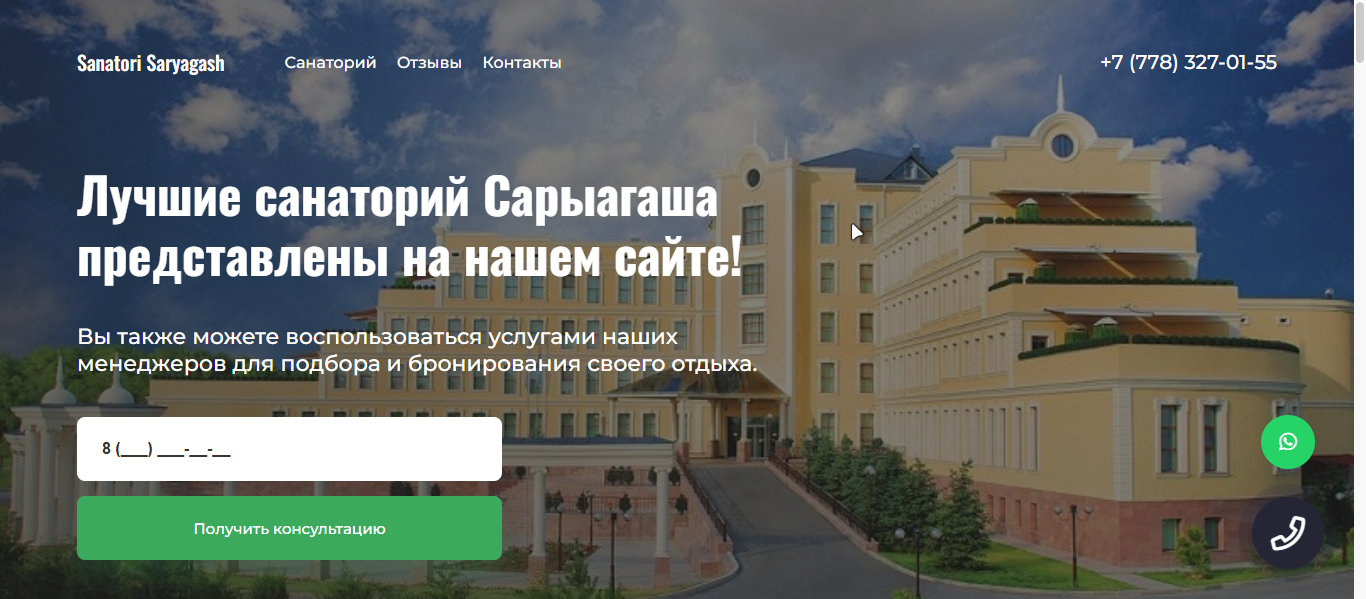 Sanatori Saryagash
Санаторий
Отзывы
Контакты
+7 (778) 327-01-55
Лучшие санаторий Сарыагаша
представлены на нашем сайте!
Вы также можете воспользоваться услугами наших
менеджеров для подбора и бронирования своего отдыха.
8 (___) ___-__-__
Получить консультацию